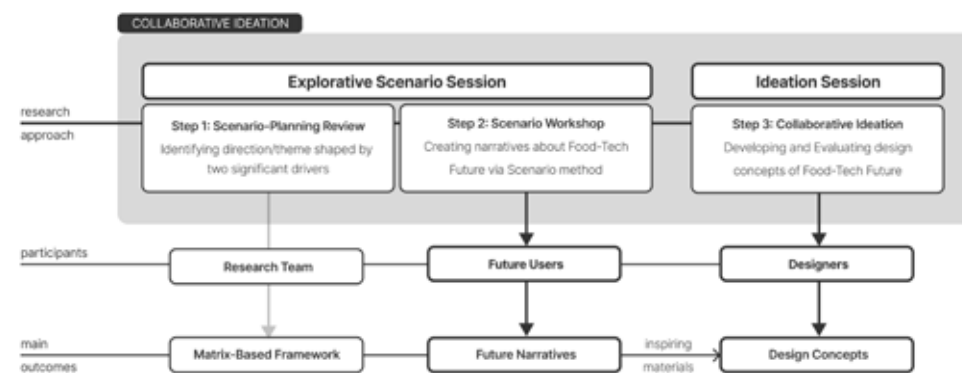 COLLABORATIVE IDEATION
Explorative Scenario Session
Ideation Session
research
approach
Step 1: Scenario-Planning Review
Identifying direction/theme shaped by
two significant drivers
Step 2: Scenario Workshop
Creating narratives about Food-Tech
Future via Scenario method
Step 3: Collaborative Ideation
Developing and Evaluating design
concepts of Food-Tech Future
participants
Research Team
Future Users
Designers
main
outcomes
Matrix-Based Framework
Future Narratives
inspiring
materials
Design Concepts